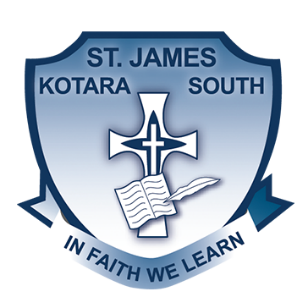 ST. JAMES
KOTARA SOUTH
IN FAITH WE LEARN